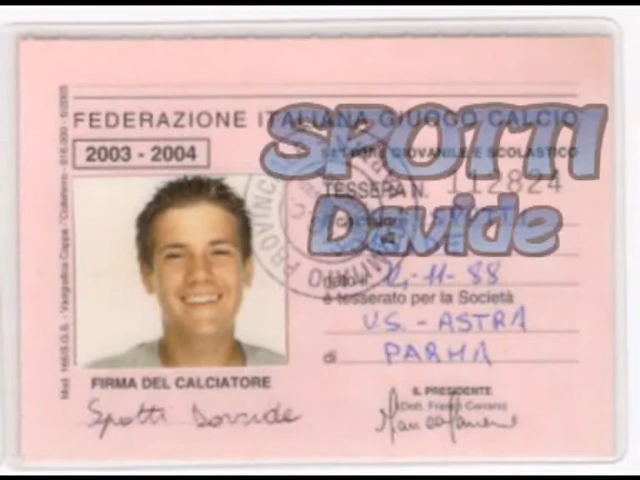 FEDERAZIONE ITALIANA GIUOCO CALCIO
2003 - 2004
SETTORE GIOVANILE E SCOLASTICO
SPOTTI
TESSERA N. 112824
Davide
-11-88
è tesserato per la Società
U.S. - ASTRA
di PARMA
FIRMA DEL CALCIATORE
IL PRESIDENTE
Spotti Davide